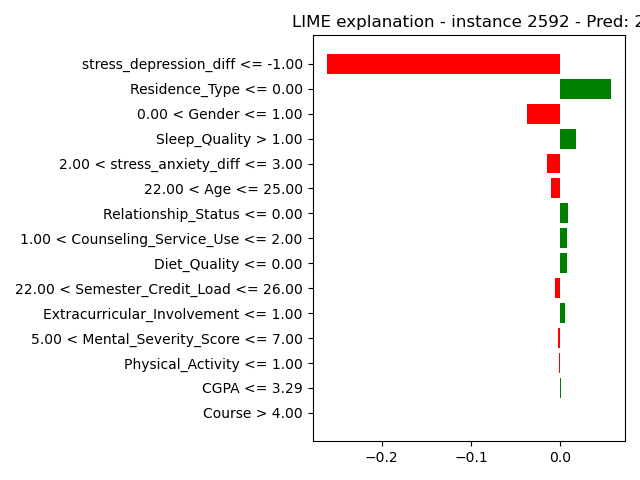 LIME explanation - instance 2592 - Pred: 2
stress_depression_diff <= -1.00
Residence_Type <= 0.00
0.00 < Gender <= 1.00
Sleep_Quality > 1.00
2.00 < stress_anxiety_diff <= 3.00
22.00 < Age <= 25.00
Relationship_Status <= 0.00
1.00 < Counseling_Service_Use <= 2.00
Diet_Quality <= 0.00
22.00 < Semester_Credit_Load <= 26.00
Extracurricular_Involvement <= 1.00
5.00 < Mental_Severity_Score <= 7.00
Physical_Activity <= 1.00
CGPA <= 3.29
Course > 4.00
−0.2 −0.1 0.0